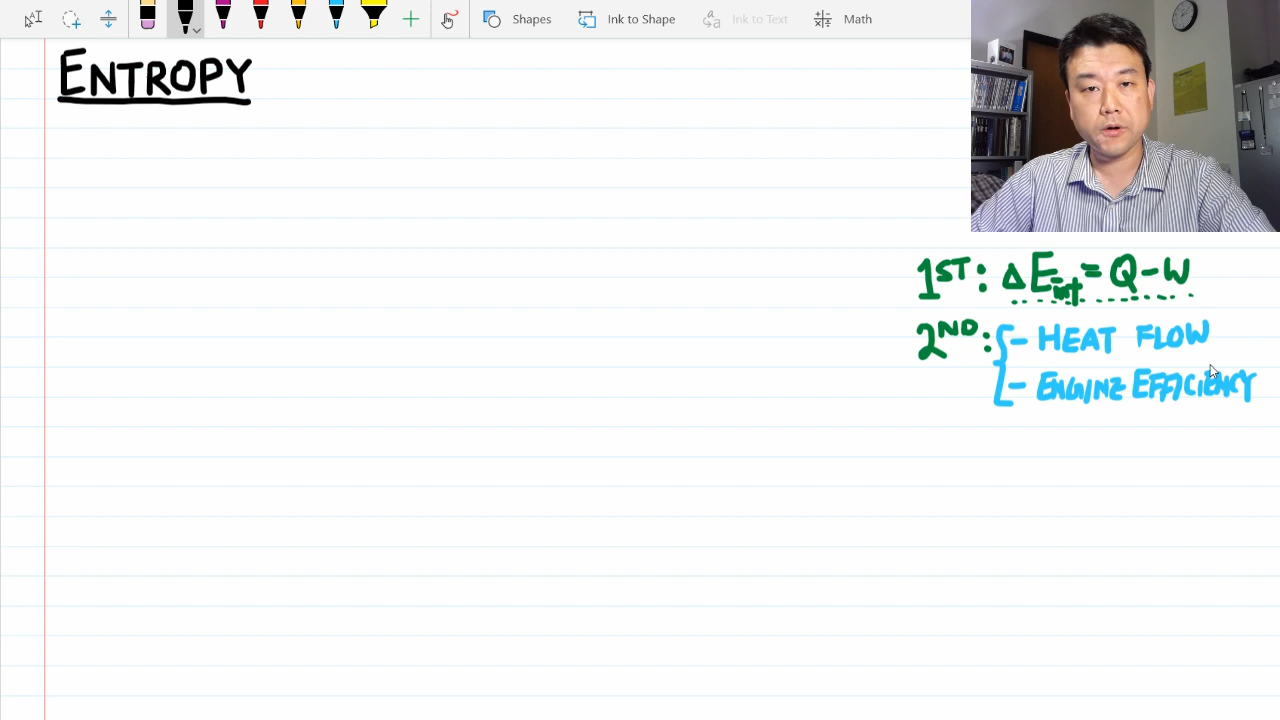 Shapes Ink to Shape Ink to Text Math
ENTROPY
1ST: ΔEint = Q-W
2ND: - HEAT FLOW
- ENGINE EFFICIENCY